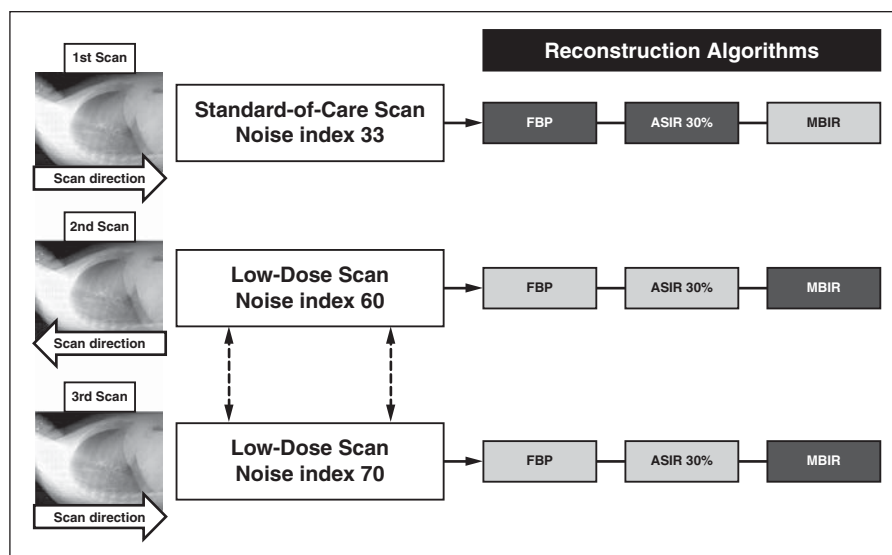 Reconstruction Algorithms
1st Scan
Scan direction
Standard-of-Care Scan
Noise index 33
FBP
ASIR 30%
MBIR
2nd Scan
Scan direction
Low-Dose Scan
Noise index 60
FBP
ASIR 30%
MBIR
3rd Scan
Scan direction
Low-Dose Scan
Noise index 70
FBP
ASIR 30%
MBIR